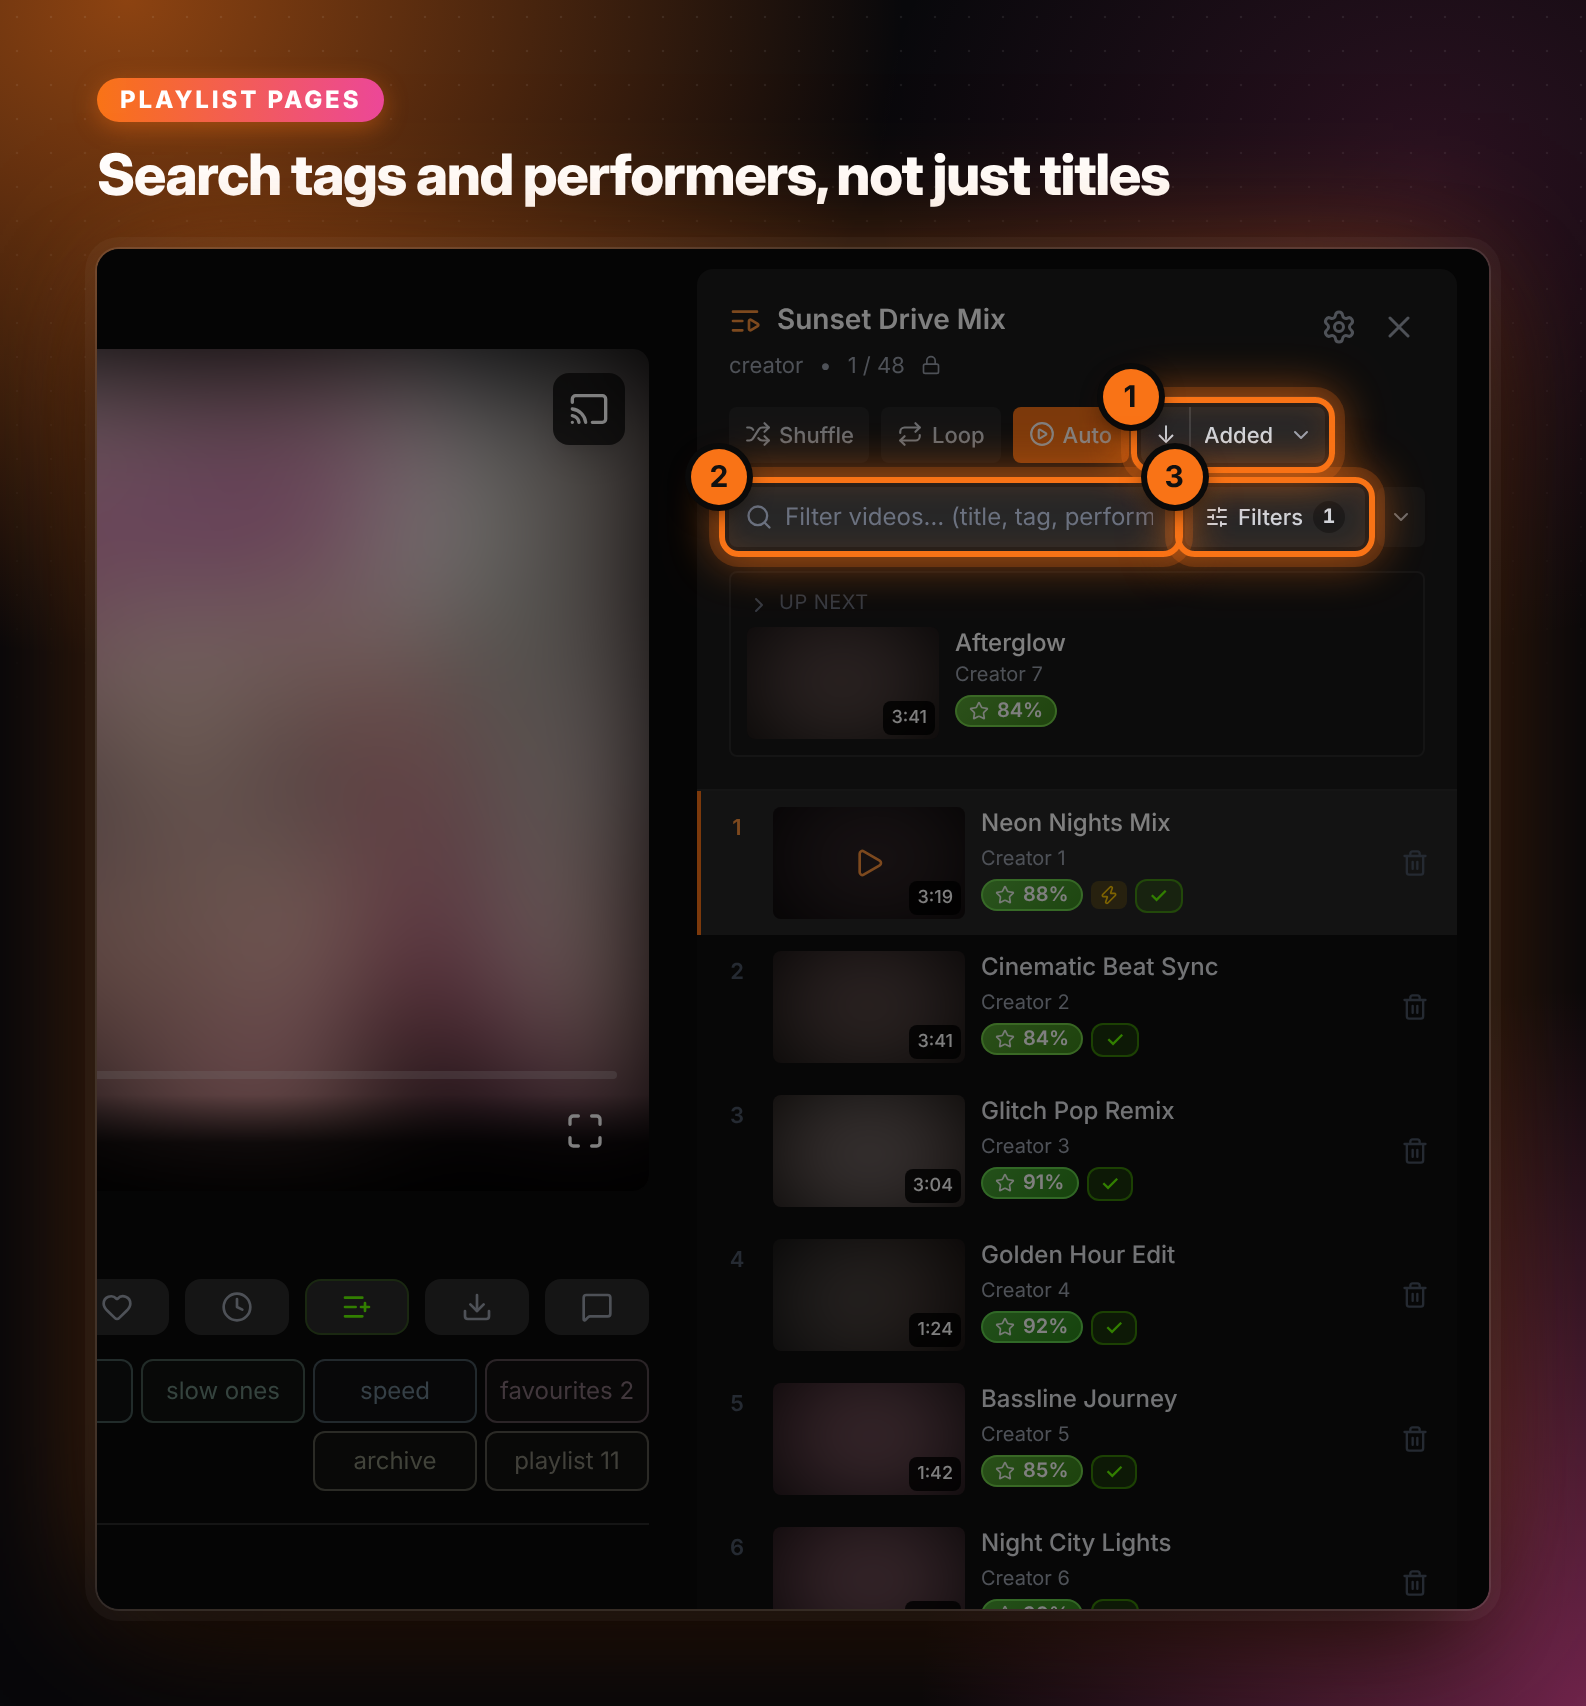 PLAYLIST PAGES
Search tags and performers, not just titles
Sunset Drive Mix
creator • 1 / 48
1
Shuffle
Loop
Auto
Added
2
3
Filter videos... (title, tag, perform
Filters 1
UP NEXT
Afterglow
Creator 7
3:41
84%
1
Neon Nights Mix
Creator 1
3:19
88%
2
Cinematic Beat Sync
Creator 2
3:41
84%
3
Glitch Pop Remix
Creator 3
3:04
91%
4
Golden Hour Edit
Creator 4
1:24
92%
slow ones
speed
favourites 2
archive
playlist 11
5
Bassline Journey
Creator 5
1:42
85%
6
Night City Lights
Creator 6